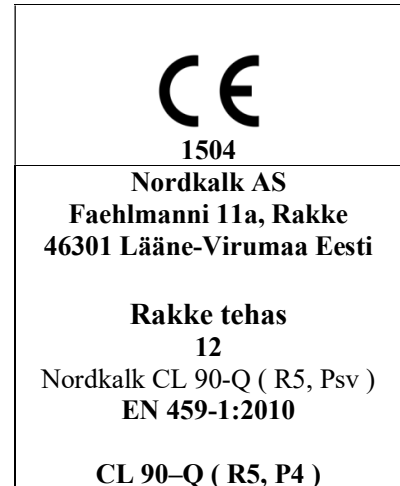 CE
1504
Nordkalk AS
Faehlmanni 11a, Rakke
46301 Lääne-Virumaa Eesti
Rakke tehas
12
Nordkalk CL 90-Q ( R5, Psv )
EN 459-1:2010
CL 90–Q ( R5, P4 )